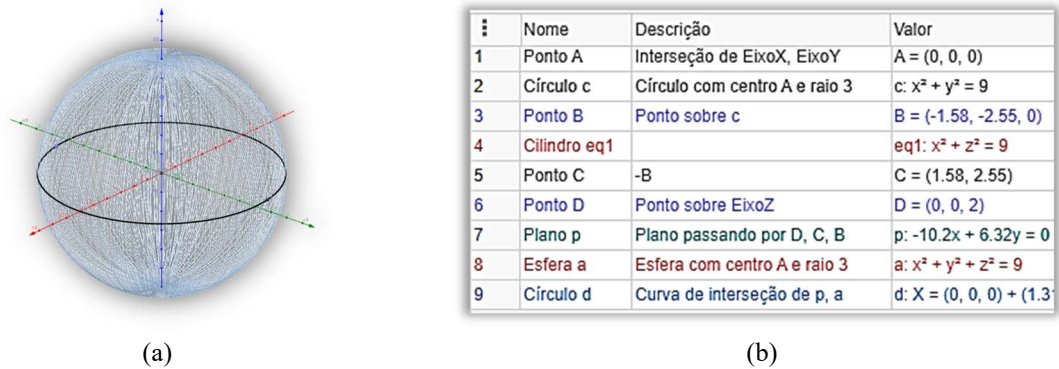 Nome Descrição Valor
1 Ponto A Interseção de EixoX, EixoY A = (0, 0, 0)
2 Círculo c Círculo com centro A e raio 3 c: x² + y² = 9
3 Ponto B Ponto sobre c B = (-1.58, -2.55, 0)
4 Cilindro eq1 eq1: x² + z² = 9
5 Ponto C -B C = (1.58, 2.55)
6 Ponto D Ponto sobre EixoZ D = (0, 0, 2)
7 Plano p Plano passando por D, C, B p: -10.2x + 6.32y = 0
8 Esfera a Esfera com centro A e raio 3 a: x² + y² + z² = 9
9 Círculo d Curva de interseção de p, a d: X = (0, 0, 0) + (1.3
(a) (b)